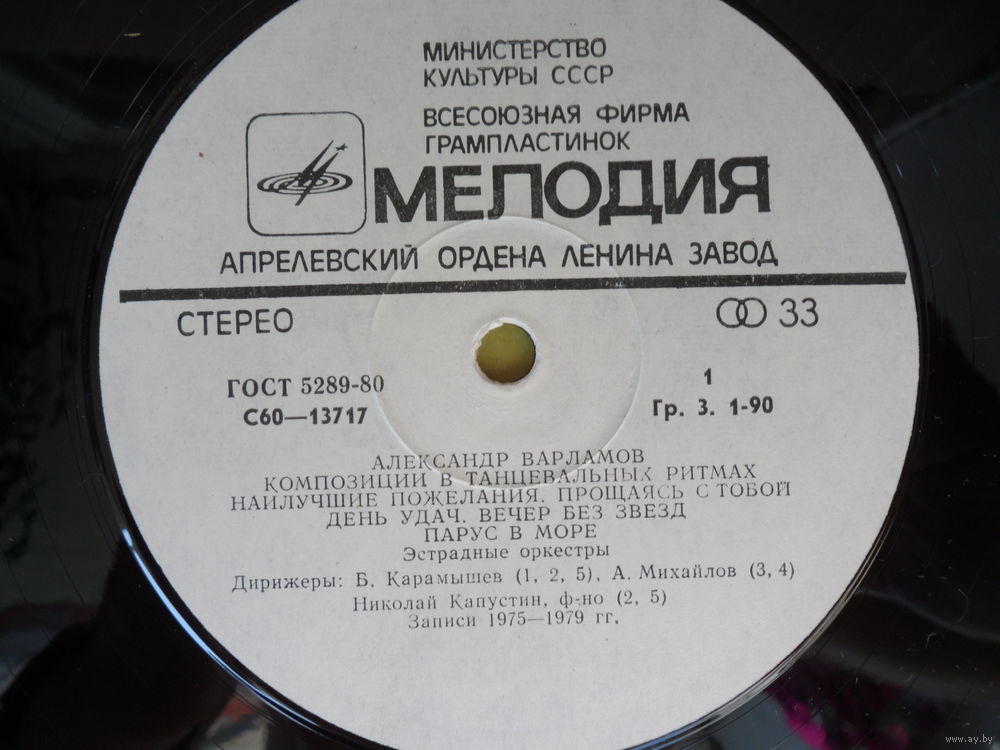 МИНИСТЕРСТВО
КУЛЬТУРЫ СССР
ВСЕСОЮЗНАЯ ФИРМА
ГРАМПЛАСТИНОК
МЕЛОДИЯ
АПРЕЛЕВСКИЙ ОРДЕНА ЛЕНИНА ЗАВОД
СТЕРЕО
33
ГОСТ 5289-80
1
С60—13717
Гр. 3. 1-90
АЛЕКСАНДР ВАРЛАМОВ
КОМПОЗИЦИИ В ТАНЦЕВАЛЬНЫХ РИТМАХ
НАИЛУЧШИЕ ПОЖЕЛАНИЯ. ПРОЩАЯСЬ С ТОБОЙ
ДЕНЬ УДАЧ. ВЕЧЕР БЕЗ ЗВЕЗД
ПАРУС В МОРЕ
Эстрадные оркестры
Дирижеры: Б. Карамышев (1, 2, 5), А. Михайлов (3, 4)
Николай Капустин, ф-но (2, 5)
Записи 1975—1979 гг.
www.ay.by